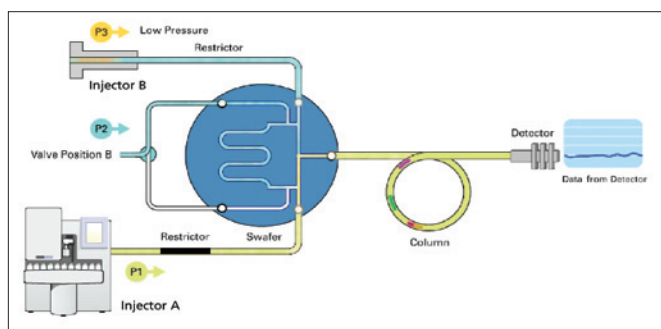 P3 Low Pressure
Restrictor
Injector B
P2
Valve Position B
Detector
Data from Detector
Restrictor
Swafer
Column
P1
Injector A